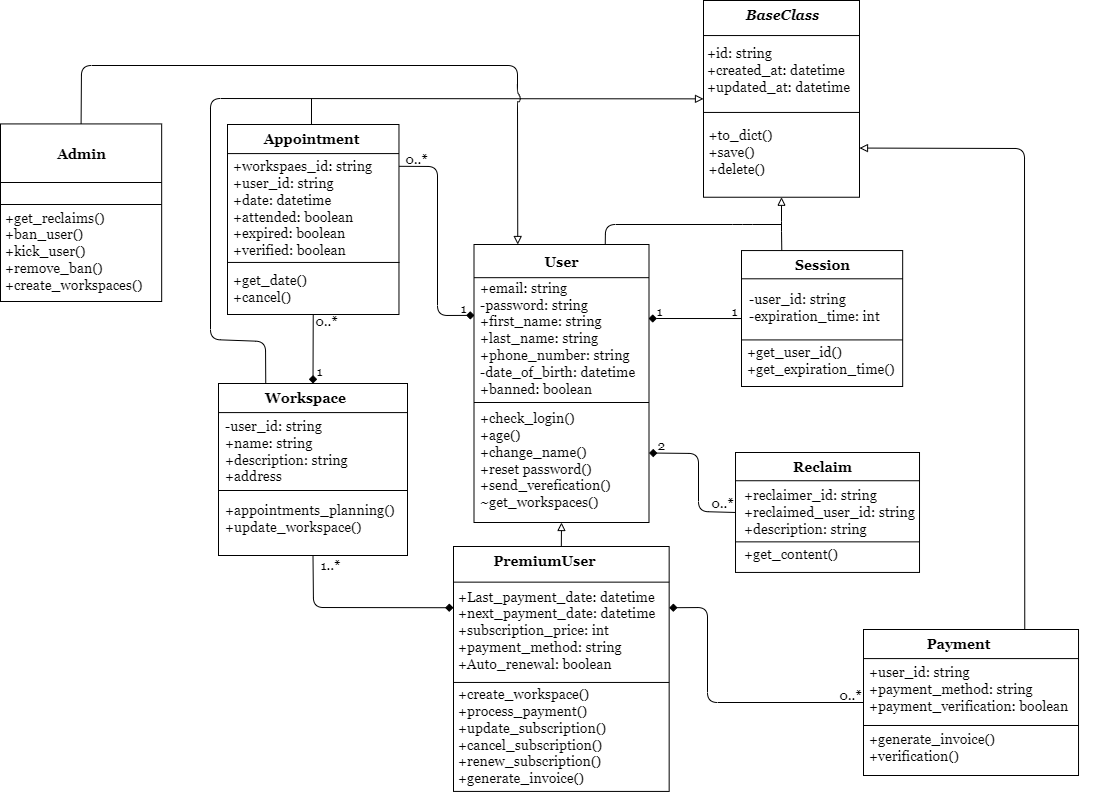 BaseClass
+id: string
+created_at: datetime
+updated_at: datetime
+to_dict()
+save()
+delete()
Admin
+get_reclaims()
+ban_user()
+kick_user()
+remove_ban()
+create_workspaces()
Appointment
+workspaes_id: string
+user_id: string
+date: datetime
+attended: boolean
+expired: boolean
+verified: boolean
+get_date()
+cancel()
0..*
1
0..*
1
User
+email: string
-password: string
+first_name: string
+last_name: string
+phone_number: string
-date_of_birth: datetime
+banned: boolean
+check_login()
+age()
+change_name()
+reset password()
+send_verefication()
~get_workspaces()
1
1
Session
-user_id: string
-expiration_time: int
+get_user_id()
+get_expiration_time()
Workspace
-user_id: string
+name: string
+description: string
+address
+appointments_planning()
+update_workspace()
1..*
2
0..*
Reclaim
+reclaimer_id: string
+reclaimed_user_id: string
+description: string
+get_content()
PremiumUser
+Last_payment_date: datetime
+next_payment_date: datetime
+subscription_price: int
+payment_method: string
+Auto_renewal: boolean
+create_workspace()
+process_payment()
+update_subscription()
+cancel_subscription()
+renew_subscription()
+generate_invoice()
0..*
Payment
+user_id: string
+payment_method: string
+payment_verification: boolean
+generate_invoice()
+verification()